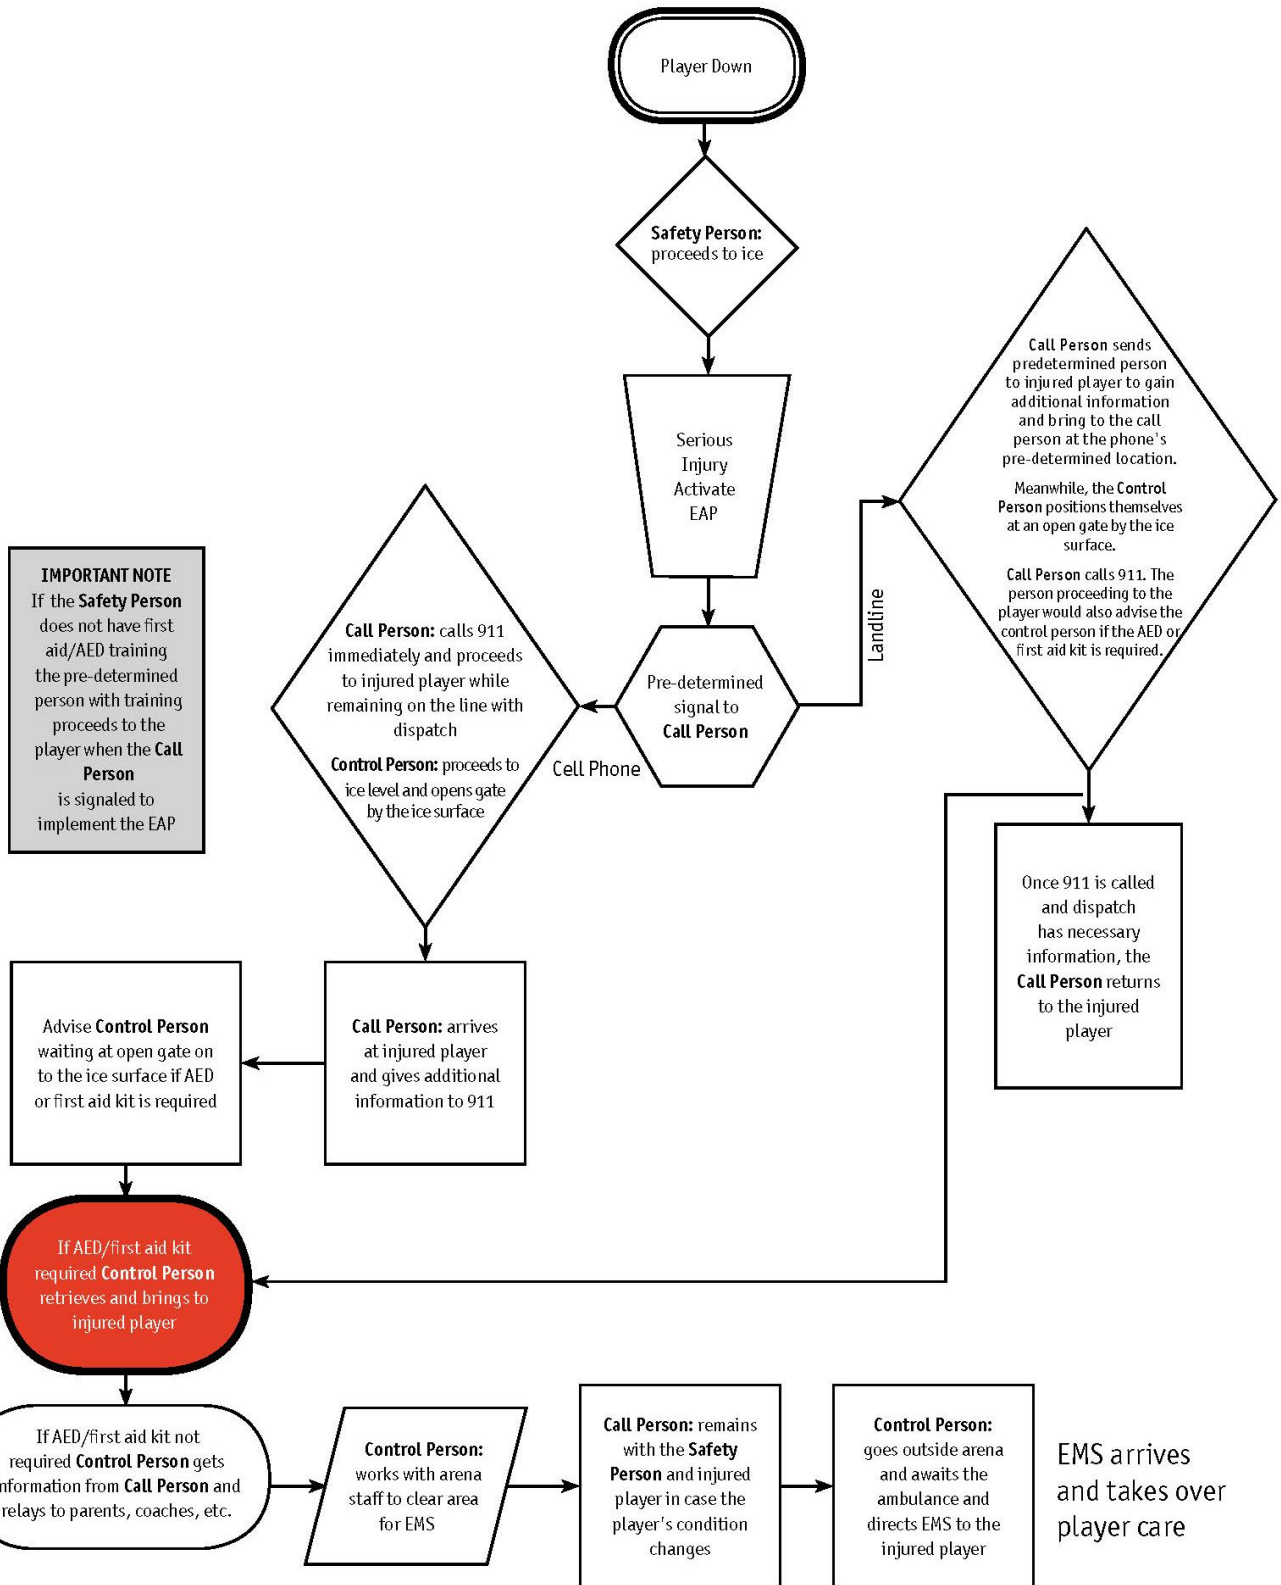 Player Down
Safety Person:
proceeds to ice
Serious
Injury
Activate
EAP
Pre-determined
signal to
Call Person
Cell Phone
Landline
Call Person sends
predetermined person
to injured player to gain
additional information
and bring to the call
person at the phone's
pre-determined location.
Meanwhile, the Control
Person positions themselves
at an open gate by the ice
surface.
Call Person calls 911. The
person proceeding to the
player would also advise the
control person if the AED or
first aid kit is required.
Once 911 is called
and dispatch
has necessary
information, the
Call Person returns
to the injured
player
IMPORTANT NOTE
If the Safety Person
does not have first
aid/AED training
the pre-determined
person with training
proceeds to the
player when the Call
Person
is signaled to
implement the EAP
Call Person: calls 911
immediately and proceeds
to injured player while
remaining on the line with
dispatch
Control Person: proceeds to
ice level and opens gate
by the ice surface
Call Person: arrives
at injured player
and gives additional
information to 911
Advise Control Person
waiting at open gate on
to the ice surface if AED
or first aid kit is required
If AED/first aid kit
required Control Person
retrieves and brings to
injured player
If AED/first aid kit not
required Control Person gets
information from Call Person and
relays to parents, coaches, etc.
Control Person:
works with arena
staff to clear area
for EMS
Call Person: remains
with the Safety
Person and injured
player in case the
player's condition
changes
Control Person:
goes outside arena
and awaits the
ambulance and
directs EMS to the
injured player
EMS arrives
and takes over
player care